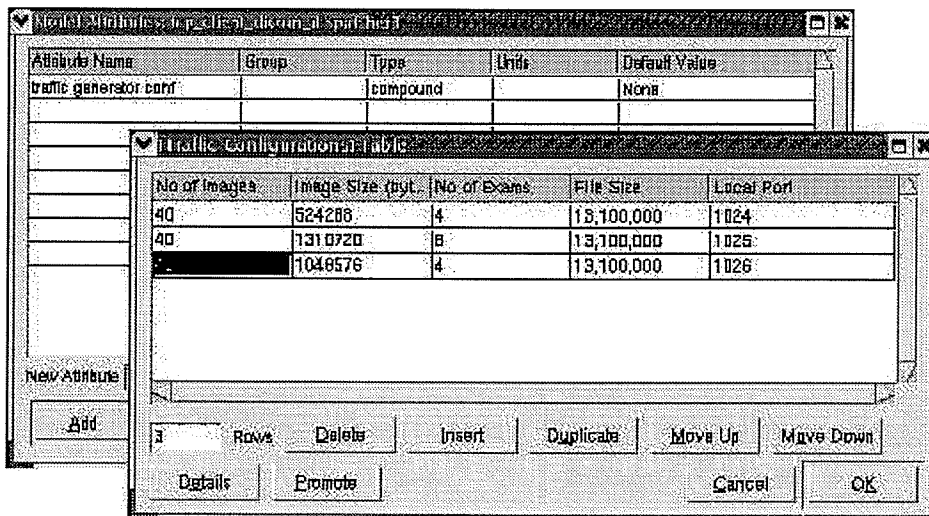 Attribute Name Group Type Units Default Value
traffic generator conf compound None
(Traffic Configurations) Table
No of Images Image Size (byt.. No. of Exams File Size Local Port
40 524288 4 13,100,000 1024
40 1310720 8 13,100,000 1025
1048576 4 13,100,000 1026
New Attribute
Add
3 Rows Delete Insert Duplicate Move Up Move Down
Details Promote Cancel OK